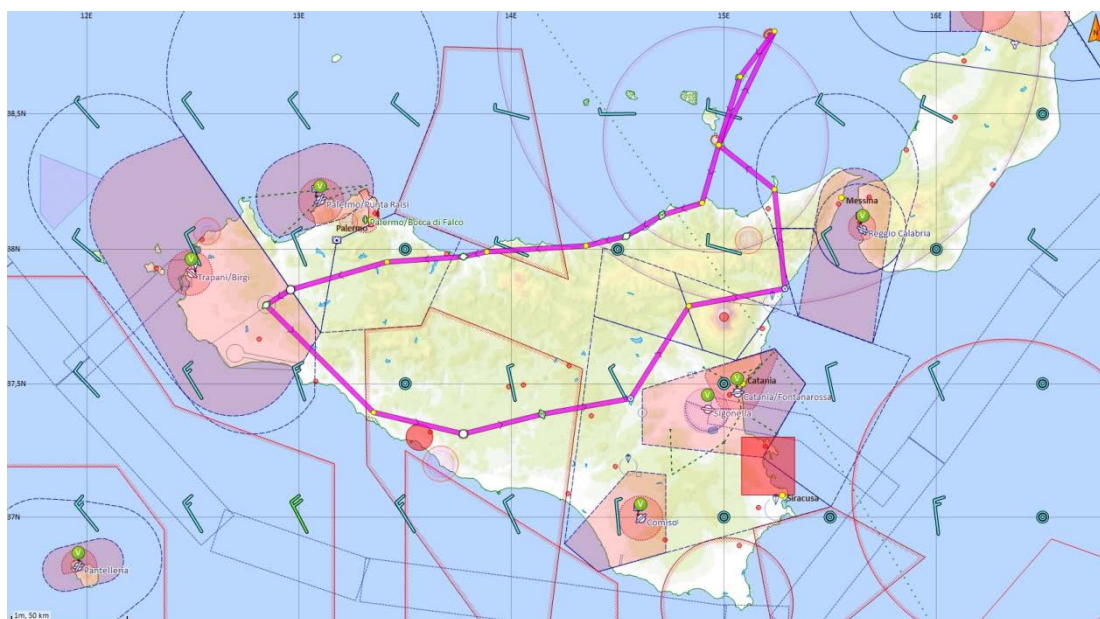 12E
13E
14E
15E
16E
N
38,5N
V
Palermo/Punta Raisi
Palermo/Bocca di Falco
Palermo
Messina
V
Reggio Calabria
38N
V
Trapani/Birgi
37,5N
V
Catania
Catania/Fontanarossa
V
Sigonella
Siracusa
37N
V
Comiso
V
Pantelleria
1m, 50 km